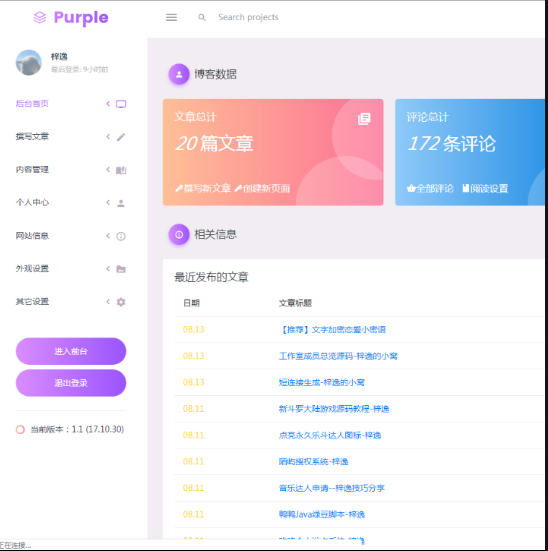 Purple
Search projects
梓逸
最后登录: 9小时前
后台首页
撰写文章
内容管理
个人中心
网站信息
外观设置
其它设置
进入前台
退出登录
当前版本：1.1 (17.10.30)
正在连接...
博客数据
文章总计
20 篇文章
撰写新文章 创建新页面
评论总计
172 条评论
全部评论 阅读设置
相关信息
最近发布的文章
日期 文章标题
08.13 【推荐】文字加密恋爱小密语
08.13 工作室成员总览源码-梓逸的小窝
08.13 短连接生成-梓逸的小窝
08.11 新斗罗大陆游戏源码教程-梓逸
08.11 点亮永久乐斗达人图标-梓逸
08.11 陌屿授权系统-梓逸
08.11 音乐达人申请--梓逸技巧分享
08.11 鸭鸭Java赚豆脚本-梓逸
08.11